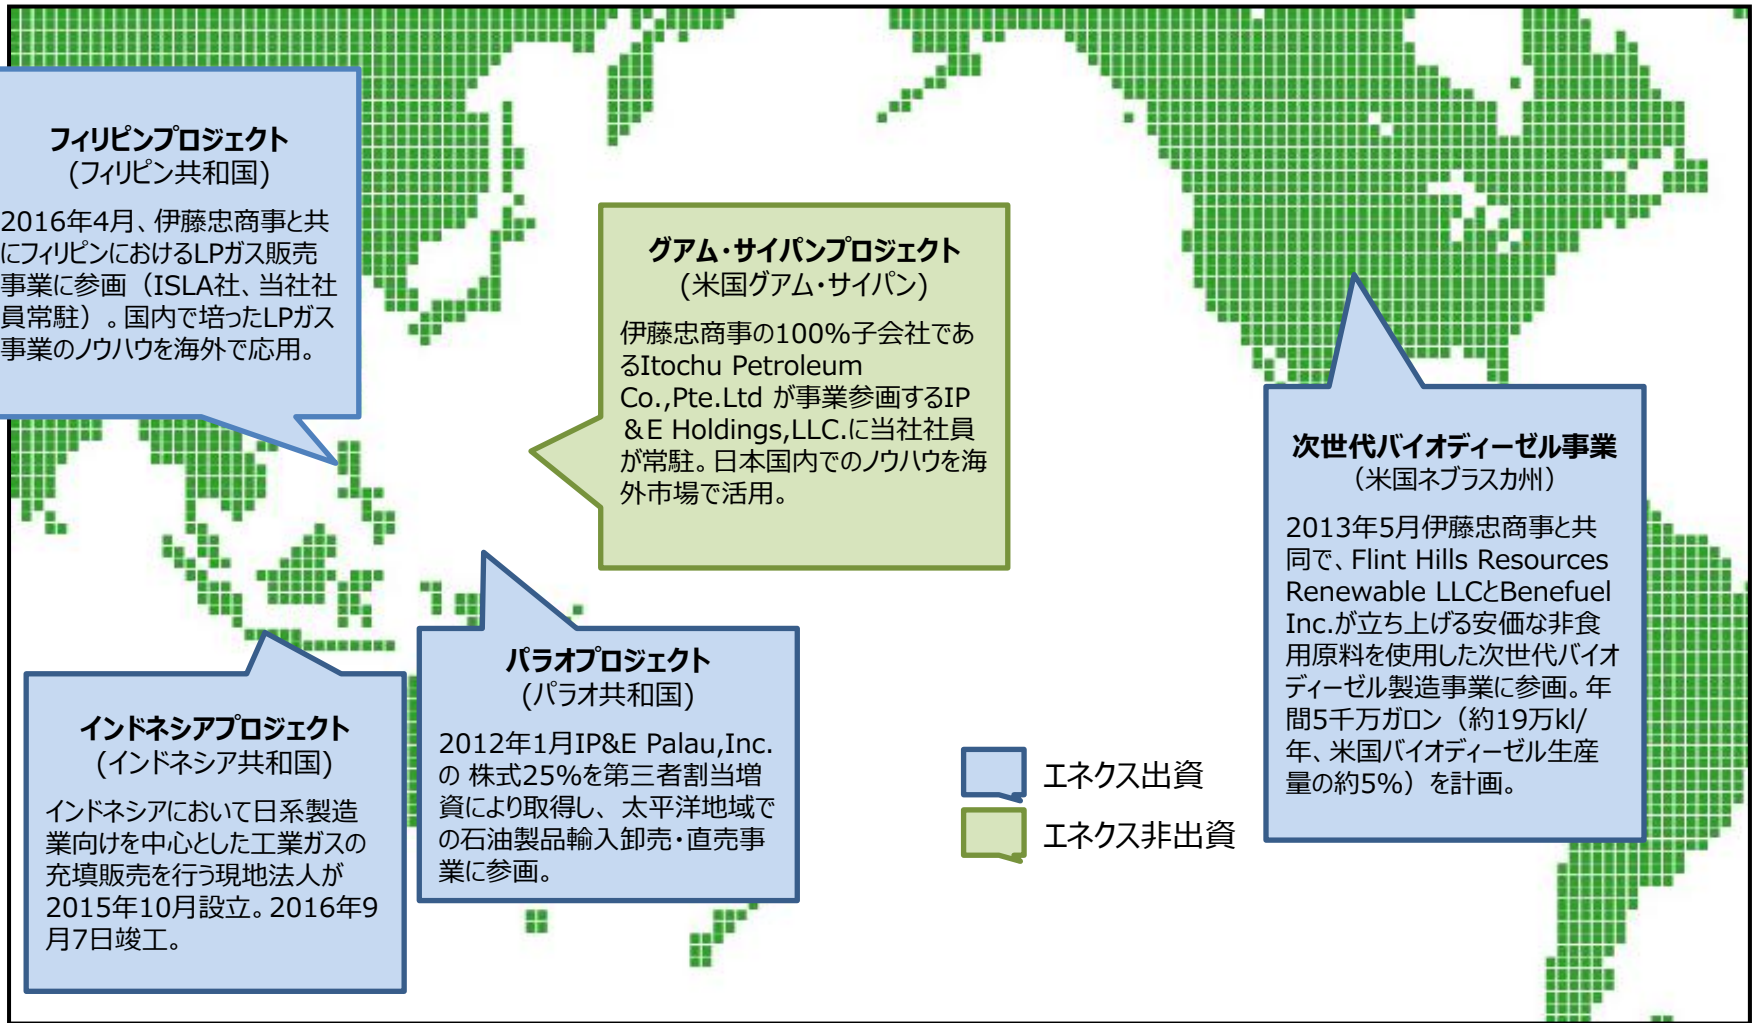 フィリピンプロジェクト
(フィリピン共和国)
2016年4月、伊藤忠商事と共
にフィリピンにおけるLPガス販売
事業に参画（ISLA社、当社社
員常駐）。国内で培ったLPガス
事業のノウハウを海外で応用。
グアム・サイパンプロジェクト
(米国グアム・サイパン)
伊藤忠商事の100%子会社であ
るItochu Petroleum
Co.,Pte.Ltd が事業参画するIP
＆E Holdings,LLC.に当社社員
が常駐。日本国内でのノウハウを海
外市場で活用。
次世代バイオディーゼル事業
（米国ネブラスカ州）
2013年5月伊藤忠商事と共
同で、Flint Hills Resources
Renewable LLCとBenefuel
Inc.が立ち上げる安価な非食
用原料を使用した次世代バイオ
ディーゼル製造事業に参画。年
間5千万ガロン（約19万kl/
年、米国バイオディーゼル生産
量の約5%）を計画。
インドネシアプロジェクト
(インドネシア共和国)
インドネシアにおいて日系製造
業向けを中心とした工業ガスの
充填販売を行う現地法人が
2015年10月設立。2016年9
月7日竣工。
パラオプロジェクト
(パラオ共和国)
2012年1月IP&E Palau,Inc.
の 株式25%を第三者割当増
資により取得し、太平洋地域で
の石油製品輸入卸売・直売事
業に参画。
エネクス出資
エネクス非出資